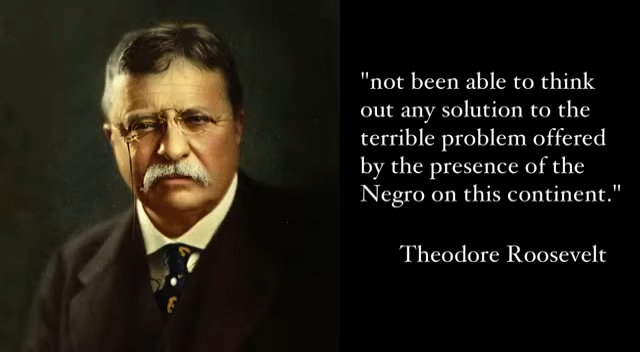 "not been able to think
out any solution to the
terrible problem offered
by the presence of the
Negro on this continent."
Theodore Roosevelt